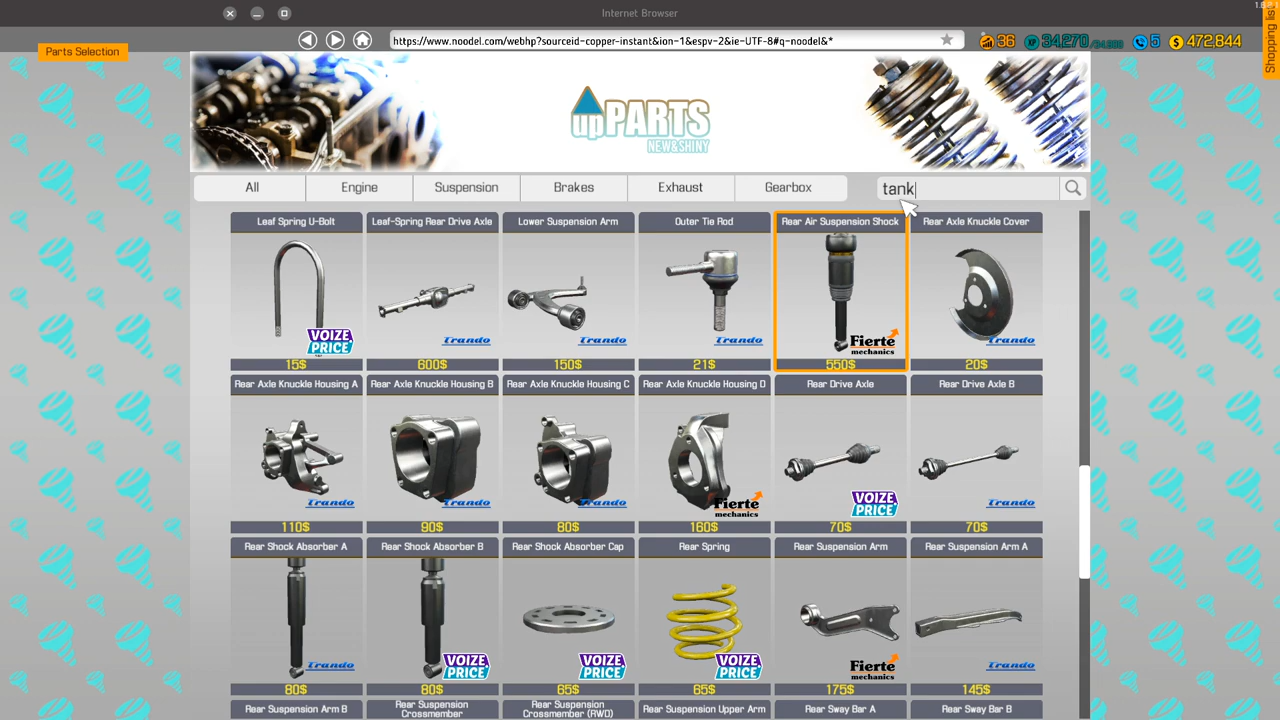 Internet Browser
1.6.2.1
Parts Selection
https://www.noodel.com/webhp?sourceid-copper-instant&ion-1&espv-2&ie-UTF-8#q-noodel&*
36
5
472,844
Shopping list
upPARTS
NEW&SHINY
All
Engine
Suspension
Brakes
Exhaust
Gearbox
tank
Leaf Spring U-Bolt
Leaf-Spring Rear Drive Axle
Lower Suspension Arm
Outer Tie Rod
Rear Air Suspension Shock
Rear Axle Knuckle Cover
VOIZE PRICE
Trando
Trando
Trando
Fierte mechanics
Trando
15$
600$
150$
21$
550$
20$
Rear Axle Knuckle Housing A
Rear Axle Knuckle Housing B
Rear Axle Knuckle Housing C
Rear Axle Knuckle Housing D
Rear Drive Axle
Rear Drive Axle B
Trando
Trando
Trando
Fierte mechanics
VOIZE PRICE
Trando
110$
90$
80$
160$
70$
70$
Rear Shock Absorber A
Rear Shock Absorber B
Rear Shock Absorber Cap
Rear Spring
Rear Suspension Arm
Rear Suspension Arm A
Trando
VOIZE PRICE
VOIZE PRICE
VOIZE PRICE
Fierte mechanics
Trando
80$
80$
65$
65$
175$
145$
Rear Suspension Arm B
Rear Suspension Crossmember
Rear Suspension Crossmember (RWD)
Rear Suspension Upper Arm
Rear Sway Bar A
Rear Sway Bar B